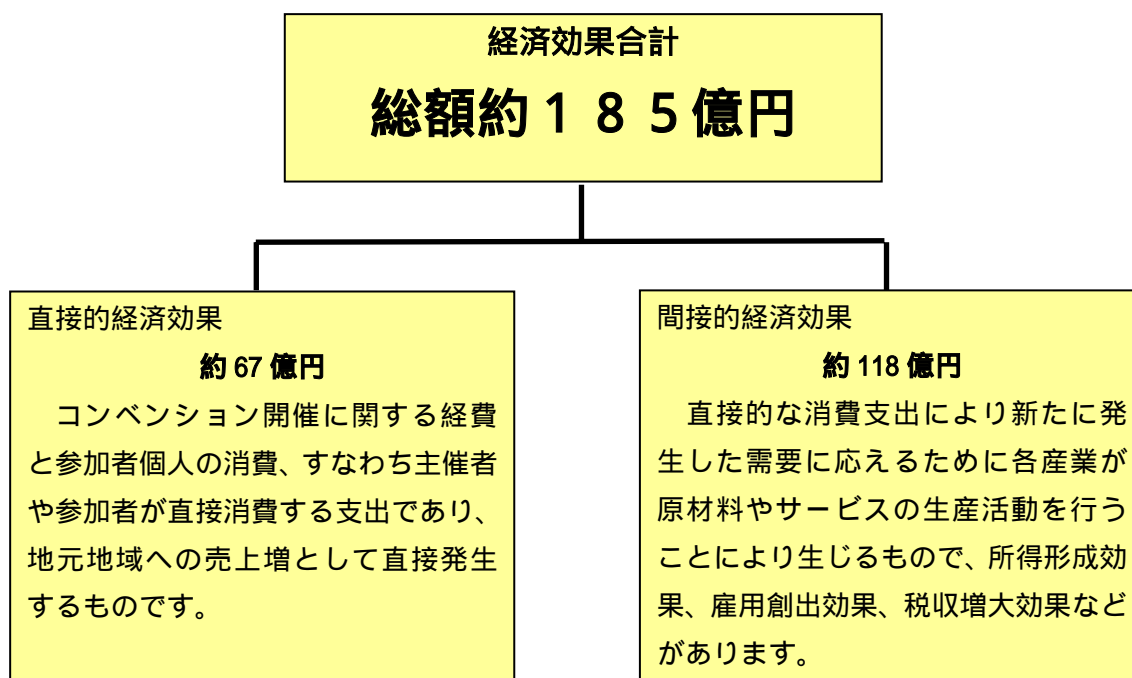 経済効果合計
総額約185億円
直接的経済効果
約67億円
コンベンション開催に関する経費
と参加者個人の消費、すなわち主催者
や参加者が直接消費する支出であり、
地元地域への売上増として直接発生
するものです。
間接的経済効果
約118億円
直接的な消費支出により新たに発
生した需要に応えるために各産業が
原材料やサービスの生産活動を行う
ことにより生じるもので、所得形成効
果、雇用創出効果、税収増大効果など
があります。